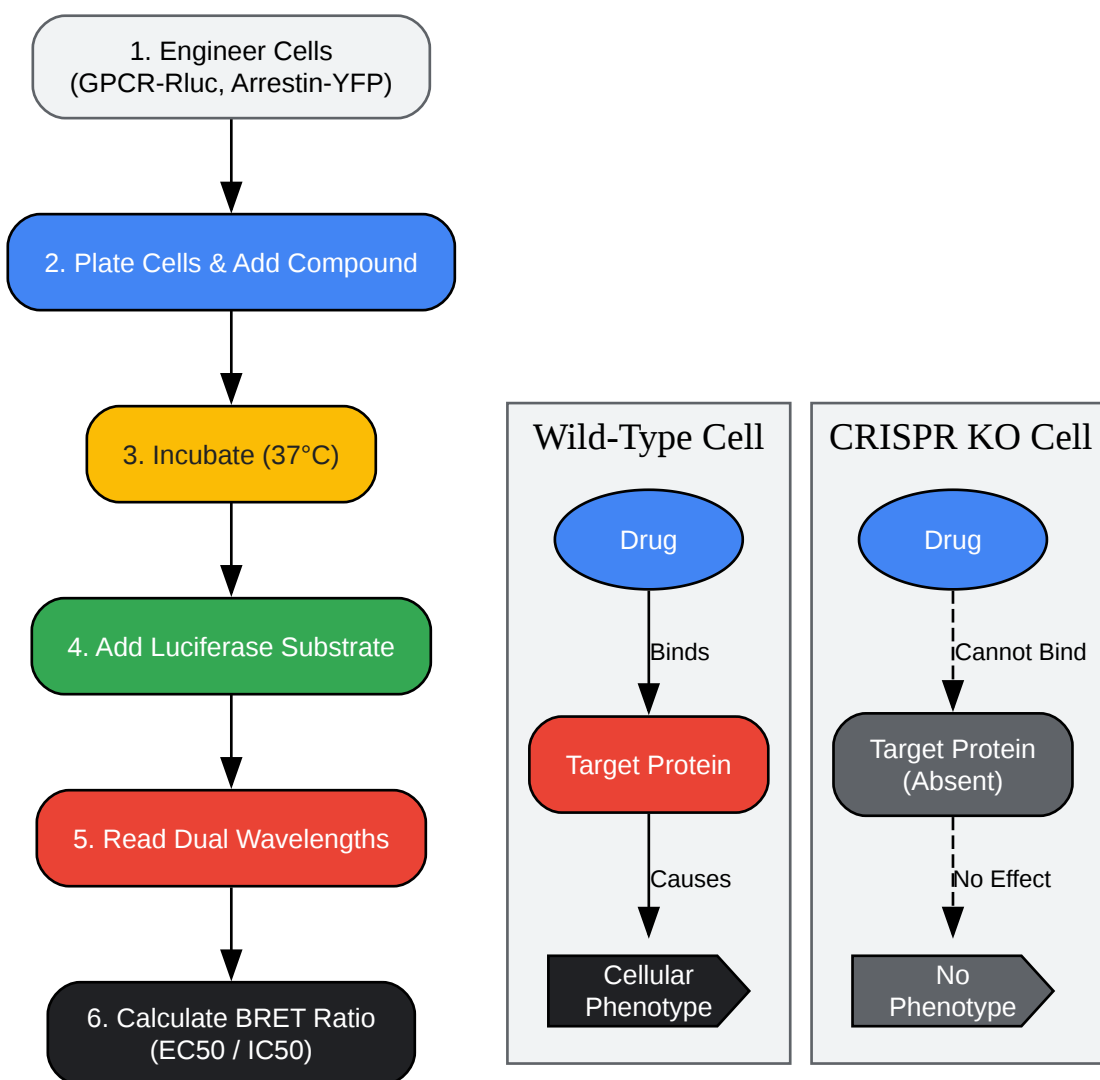 1. Engineer Cells
(GPCR-Rluc, Arrestin-YFP)
2. Plate Cells & Add Compound
3. Incubate (37°C)
4. Add Luciferase Substrate
5. Read Dual Wavelengths
6. Calculate BRET Ratio
(EC50 / IC50)
Wild-Type Cell
Drug
Binds
Target Protein
Causes
Cellular
Phenotype
CRISPR KO Cell
Drug
Cannot Bind
Target Protein
(Absent)
No Effect
No
Phenotype